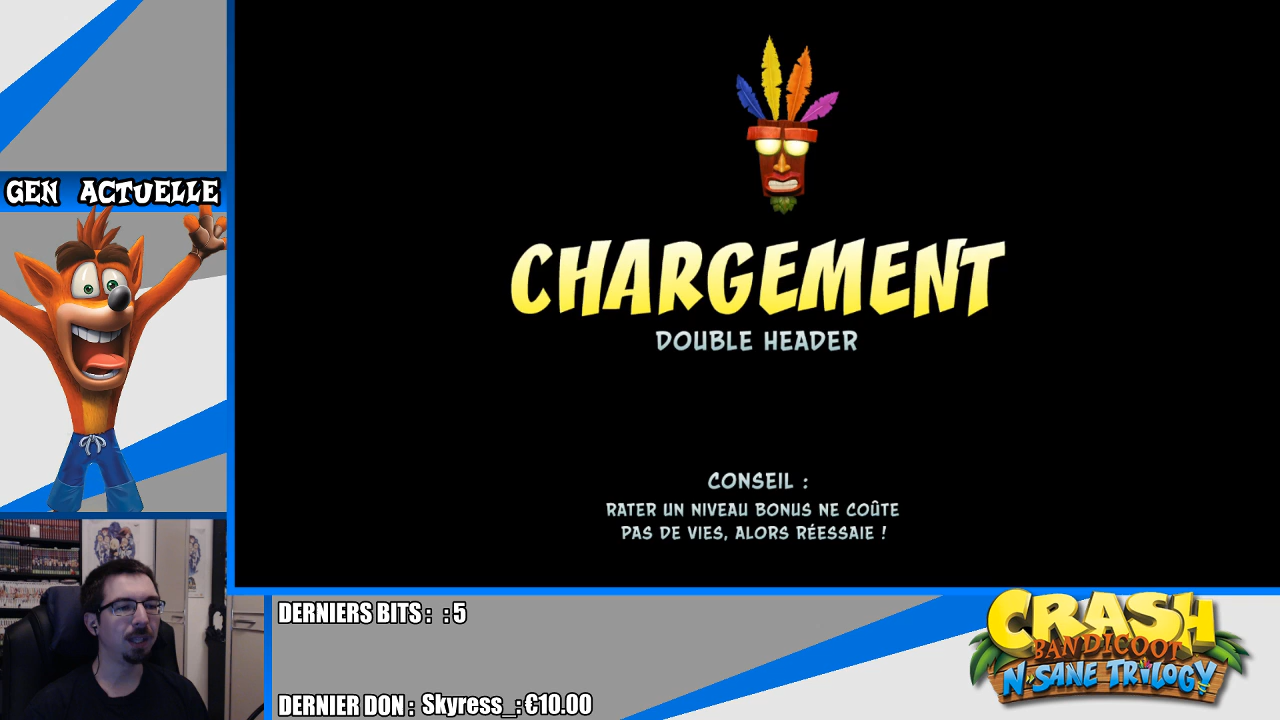 GEN ACTUELLE
CHARGEMENT
DOUBLE HEADER
CONSEIL :
RATER UN NIVEAU BONUS NE COÛTE
PAS DE VIES, ALORS RÉESSAIE !
DERNIERS BITS : : 5
DERNIER DON : Skyress_: €10.00
CRASH
BANDICOOT
N·SANE TRILOGY